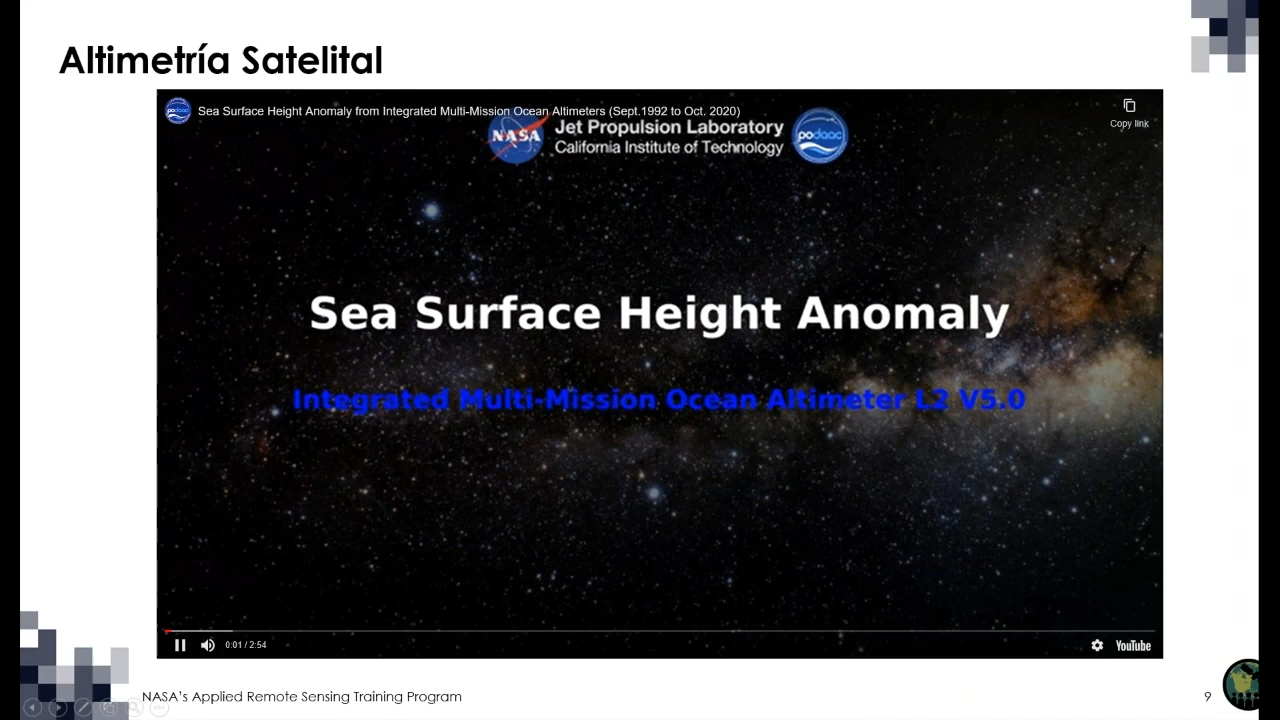 Altimetría Satelital
podaac
Sea Surface Height Anomaly from Integrated Multi-Mission Ocean Altimeters (Sept.1992 to Oct. 2020)
Copy link
NASA
Jet Propulsion Laboratory
California Institute of Technology
podaac
Sea Surface Height Anomaly
Integrated Multi-Mission Ocean Altimeter L2 V5.0
0:01 / 2:54
YouTube
NASA's Applied Remote Sensing Training Program
9